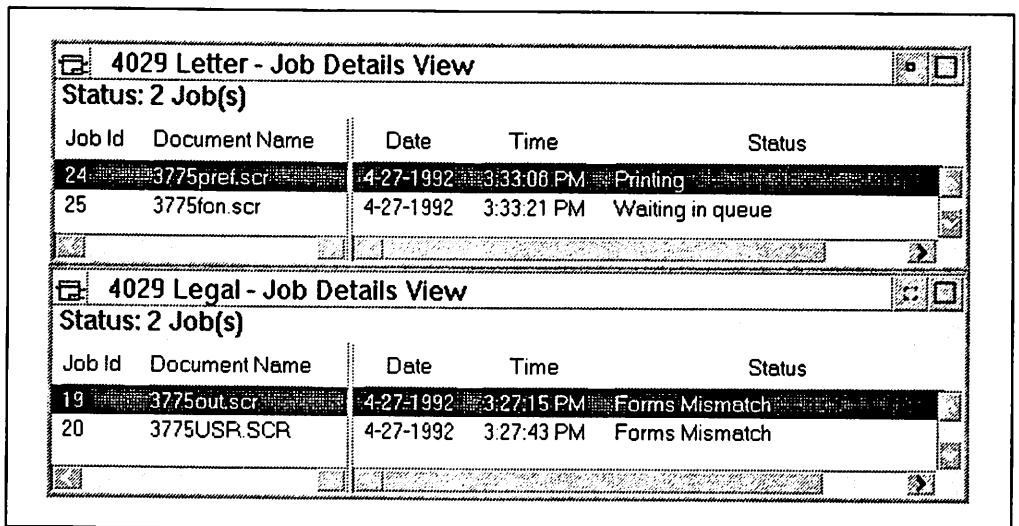 4029 Letter - Job Details View
Status: 2 Job(s)
Job Id Document Name Date Time Status
24 3775pref.scr 4-27-1992 3:33:08 PM Printing
25 3775fon.scr 4-27-1992 3:33:21 PM Waiting in queue
4029 Legal - Job Details View
Status: 2 Job(s)
Job Id Document Name Date Time Status
19 3775out.scr 4-27-1992 3:27:15 PM Forms Mismatch
20 3775USR.SCR 4-27-1992 3:27:43 PM Forms Mismatch